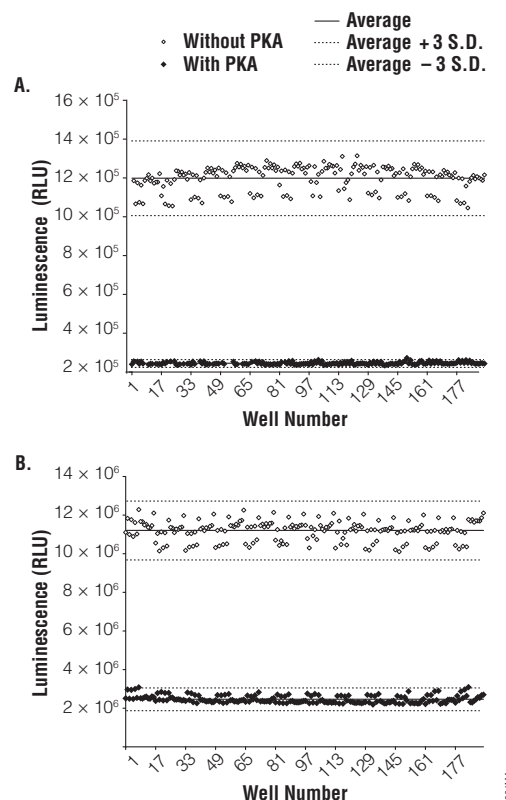 Average
Without PKA
Average + 3 S.D.
With PKA
Average – 3 S.D.
A.
16 × 10⁵
14 × 10⁵
12 × 10⁵
10 × 10⁵
8 × 10⁵
6 × 10⁵
4 × 10⁵
2 × 10⁵
Luminescence (RLU)
1 17 33 49 65 81 97 113 129 145 161 177
Well Number
B.
14 × 10⁶
12 × 10⁶
10 × 10⁶
8 × 10⁶
6 × 10⁶
4 × 10⁶
2 × 10⁶
Luminescence (RLU)
1 17 33 49 65 81 97 113 129 145 161 177
Well Number